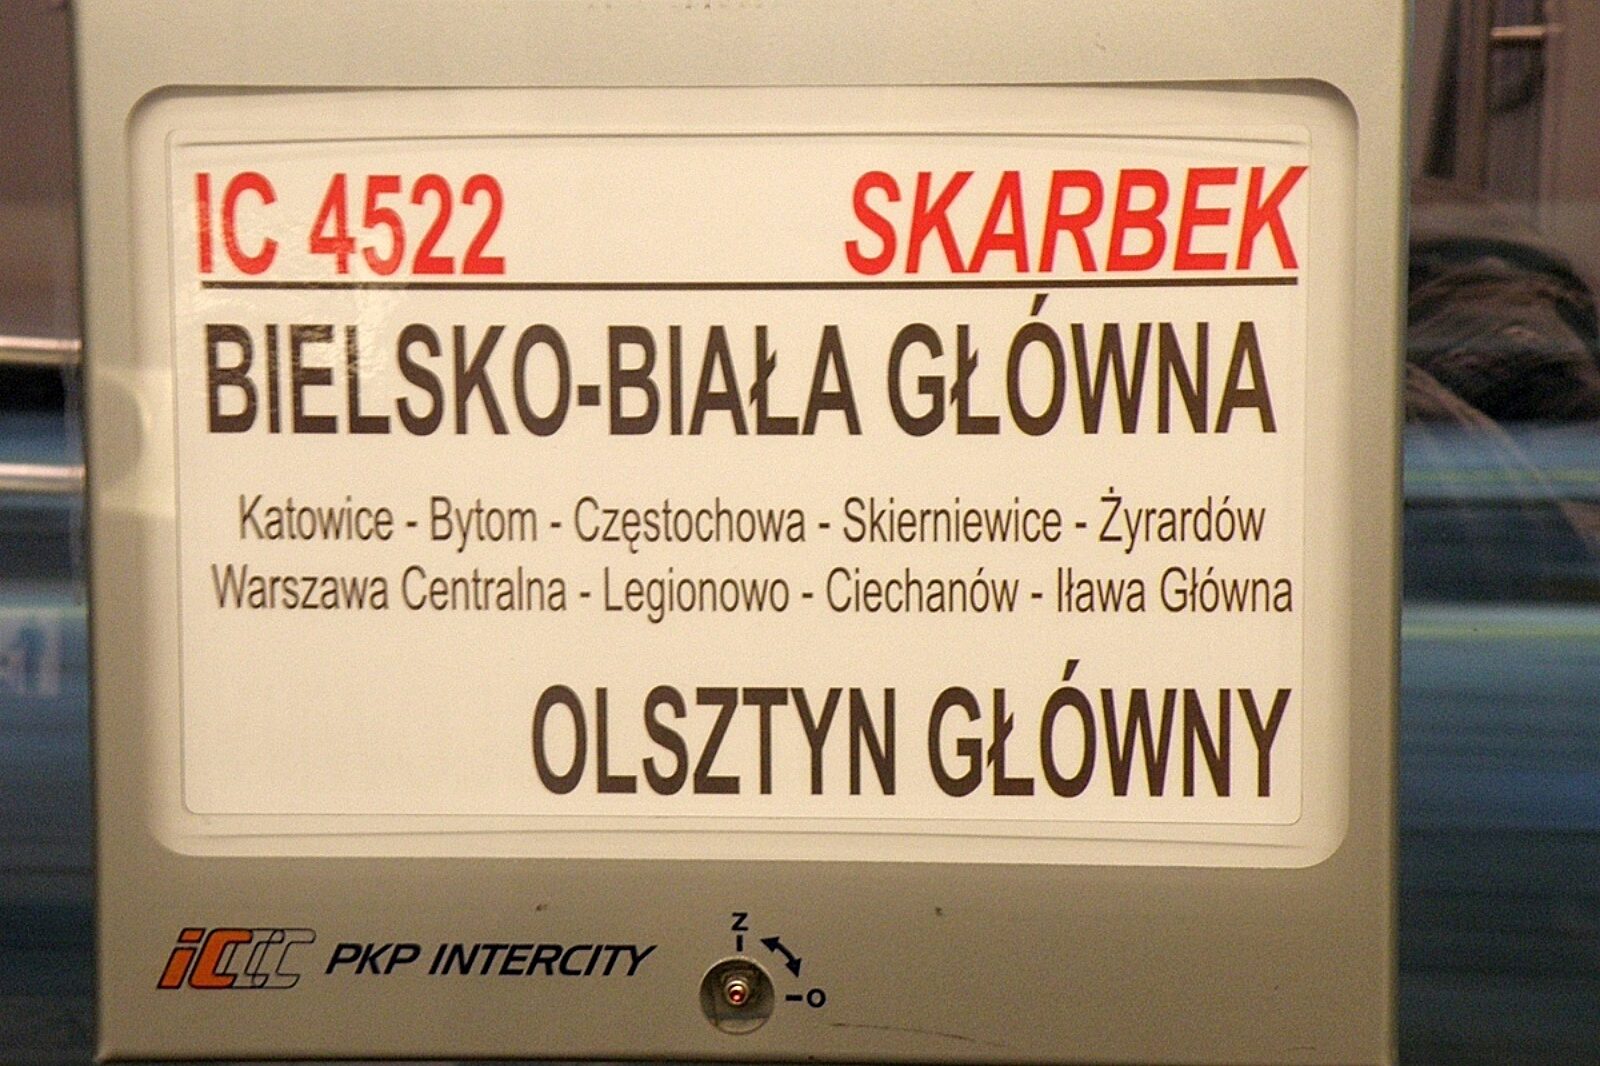 IC 4522 SKARBEK
BIELSKO-BIAŁA GŁÓWNA
Katowice - Bytom - Częstochowa - Skierniewice - Żyrardów
Warszawa Centralna - Legionowo - Ciechanów - Iława Główna
OLSZTYN GŁÓWNY
Z
iC PKP INTERCITY
O